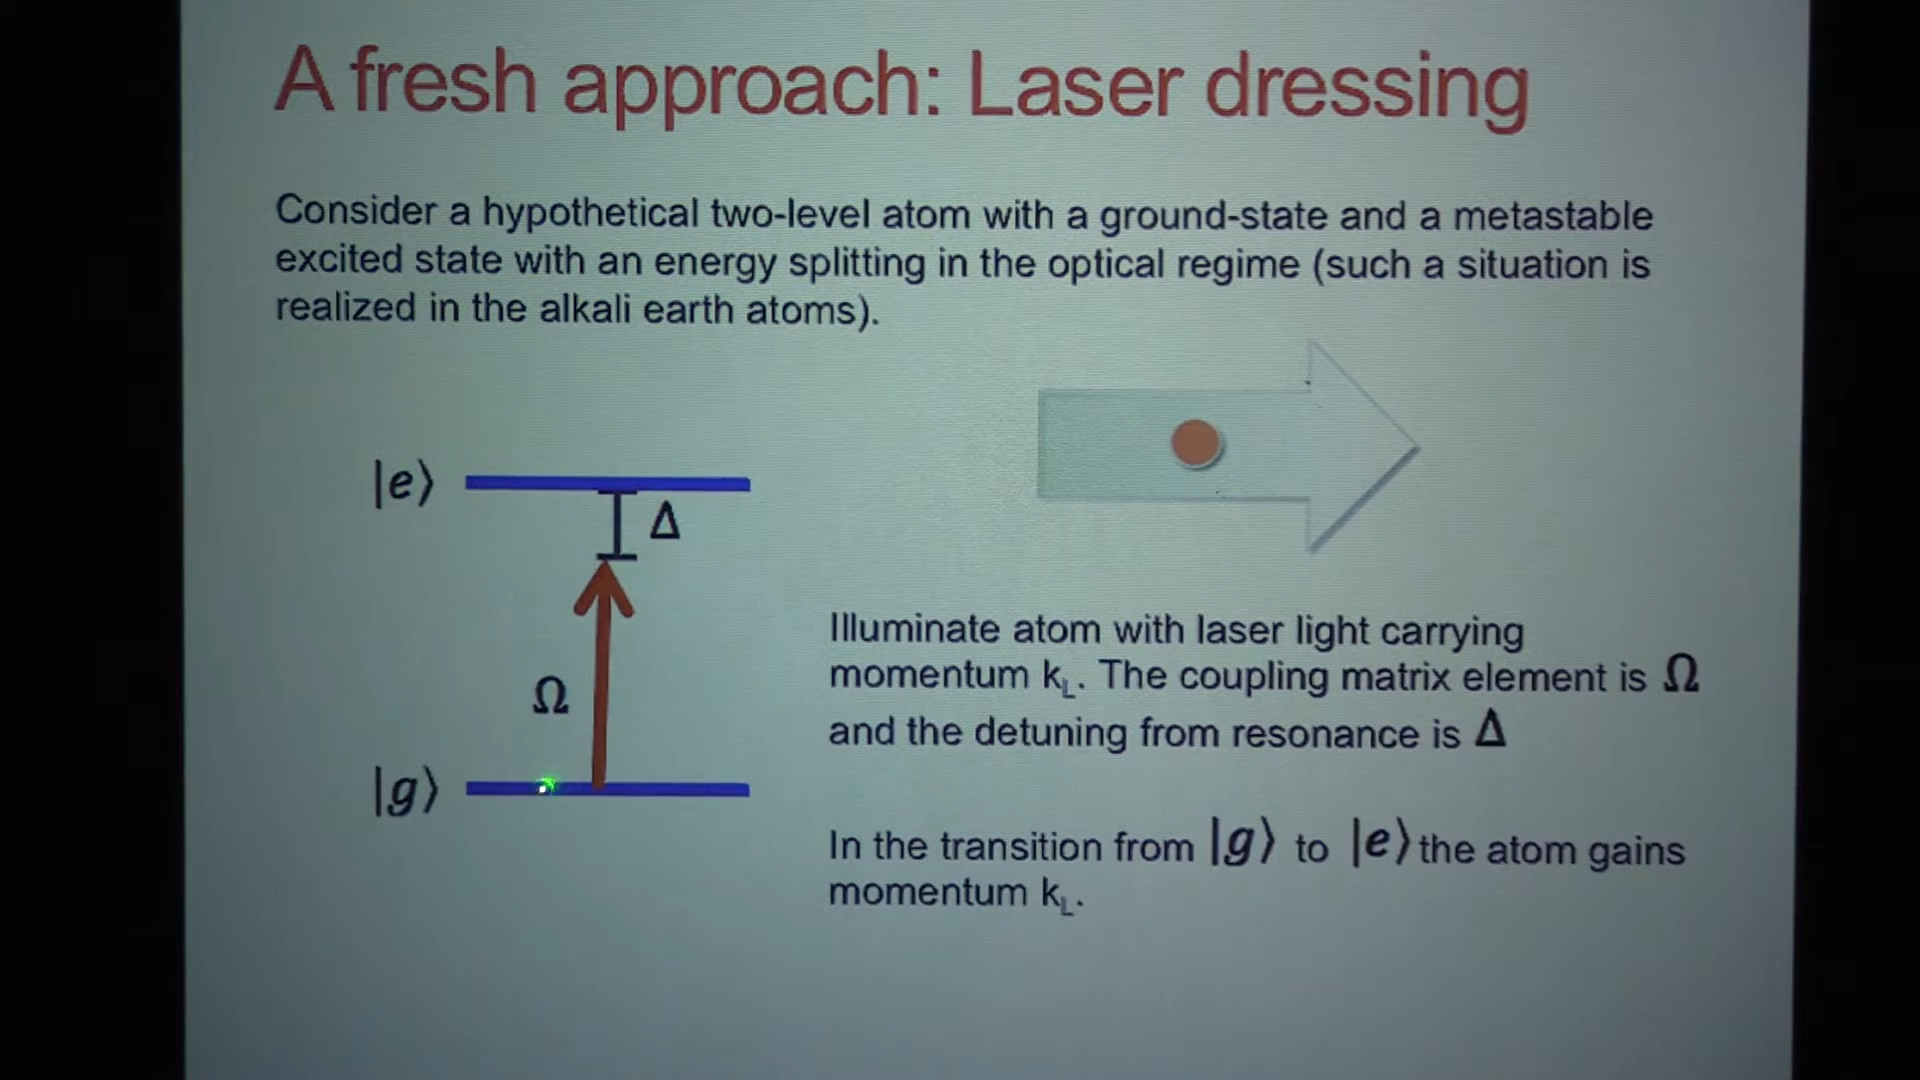 A fresh approach: Laser dressing
Consider a hypothetical two-level atom with a ground-state and a metastable
excited state with an energy splitting in the optical regime (such a situation is
realized in the alkali earth atoms).
|e⟩
Δ
Ω
|g⟩
Illuminate atom with laser light carrying
momentum k_L. The coupling matrix element is Ω
and the detuning from resonance is Δ
In the transition from |g⟩ to |e⟩ the atom gains
momentum k_L.